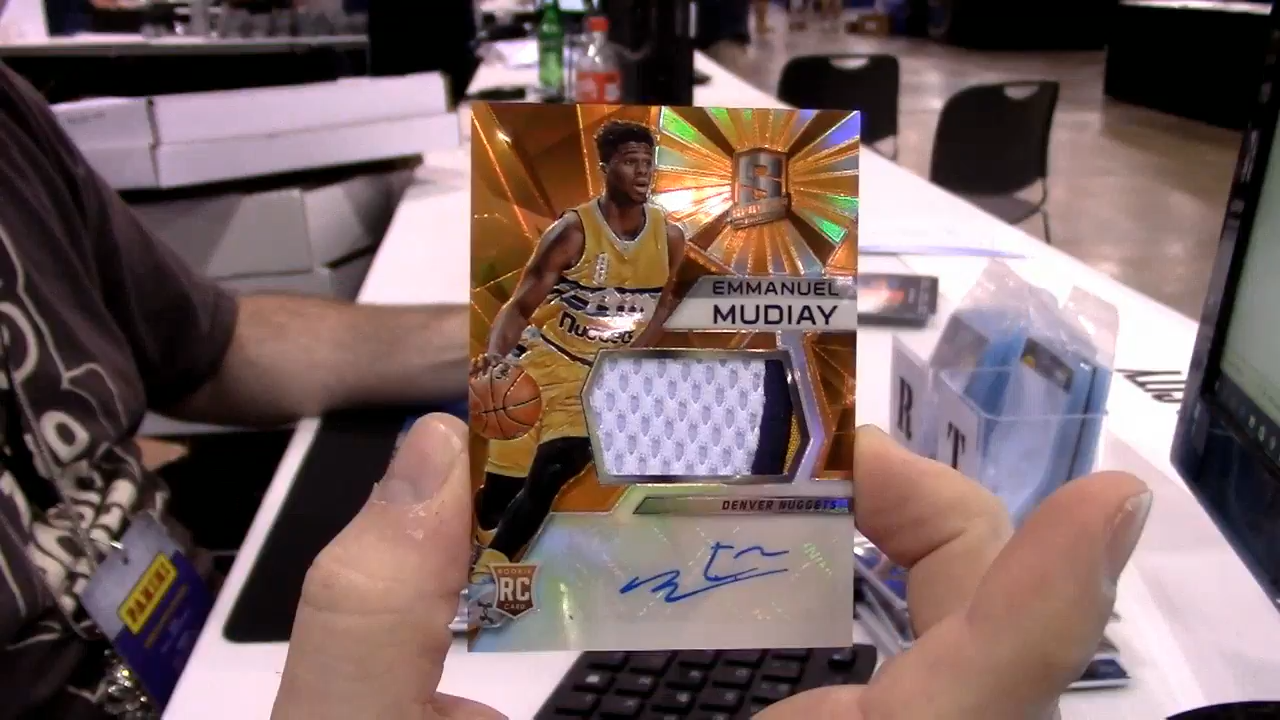 S
EMMANUEL
MUDIAY
Nuggets
DENVER NUGGETS
ROOKIE
RC
CARD
PANINI
R
T